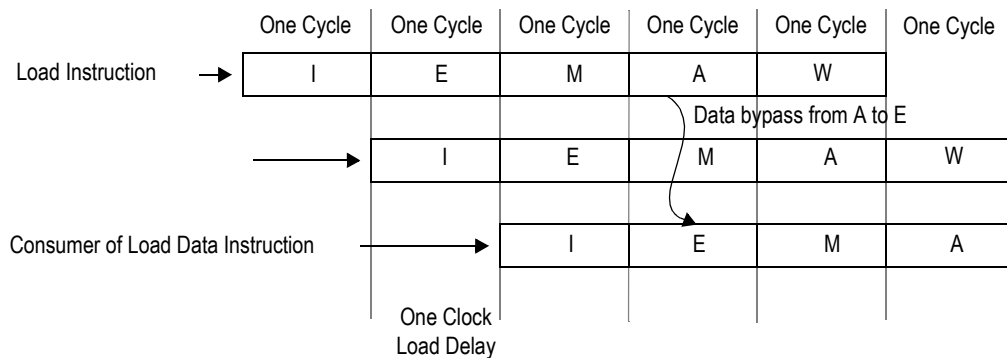 One Cycle One Cycle One Cycle One Cycle One Cycle One Cycle
Load Instruction I E M A W
Data bypass from A to E
I E M A W
Consumer of Load Data Instruction I E M A
One Clock
Load Delay